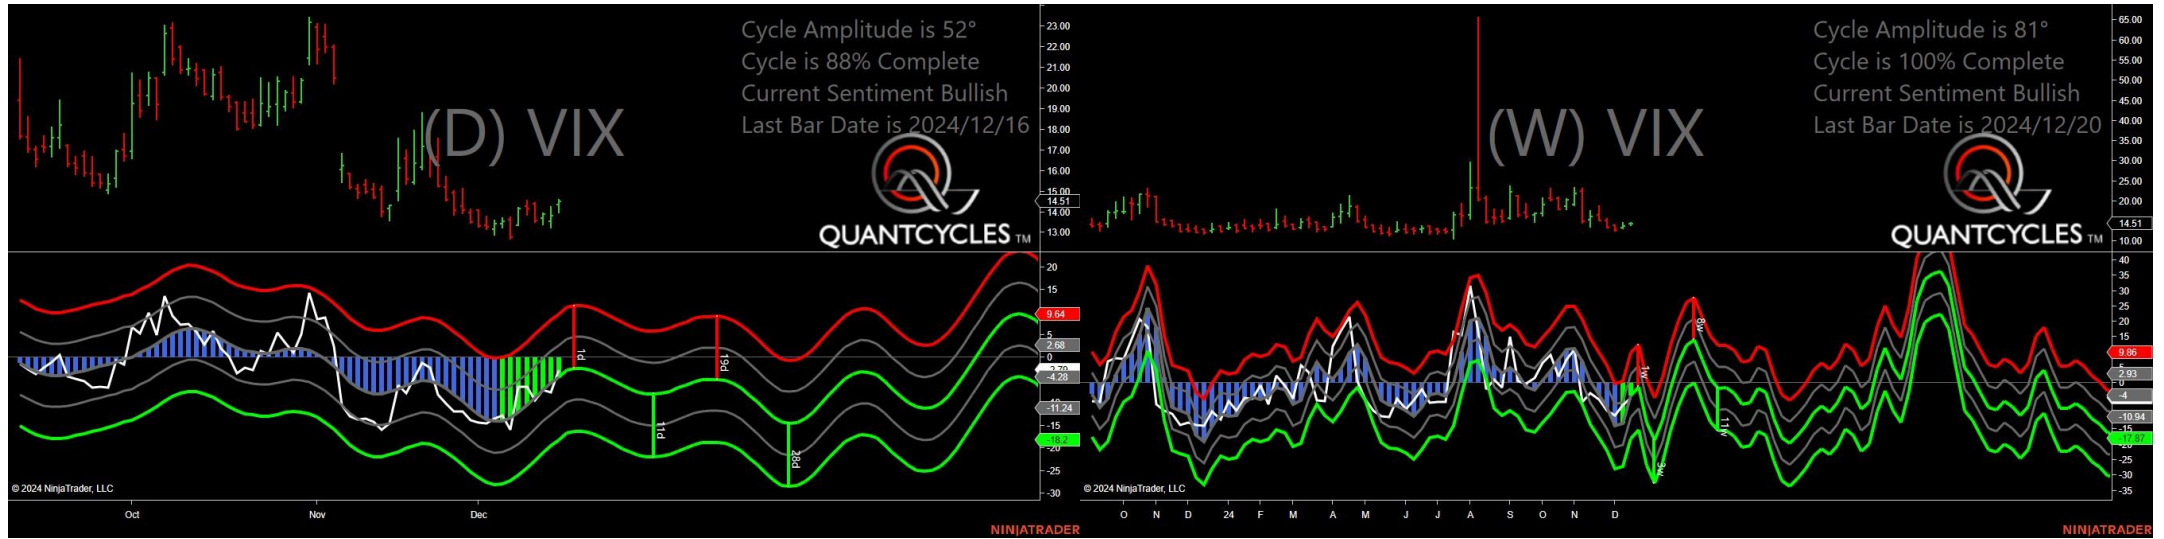 Cycle Amplitude is 52°
Cycle is 88% Complete
Current Sentiment Bullish
Last Bar Date is 2024/12/16
(D) VIX
QUANTCYCLES TM
23.00
22.00
21.00
20.00
19.00
18.00
17.00
16.00
15.00
14.51
14.00
13.00
20
15
9.64
5
2.68
0
-4.28
-11.24
-15
-18.2
-20
-25
-30
1d
11d
19d
28d
© 2024 NinjaTrader, LLC
Oct Nov Dec
NINJATRADER
Cycle Amplitude is 81°
Cycle is 100% Complete
Current Sentiment Bullish
Last Bar Date is 2024/12/20
(W) VIX
QUANTCYCLES TM
65.00
60.00
55.00
50.00
45.00
40.00
35.00
30.00
25.00
20.00
14.51
10.00
40
35
30
25
20
15
9.86
2.93
0
-4
-10.94
-15
-17.87
-20
-25
-30
-35
1w
3w
8w
11w
© 2024 NinjaTrader, LLC
O N D 24 F M A M J J A S O N D
NINJATRADER